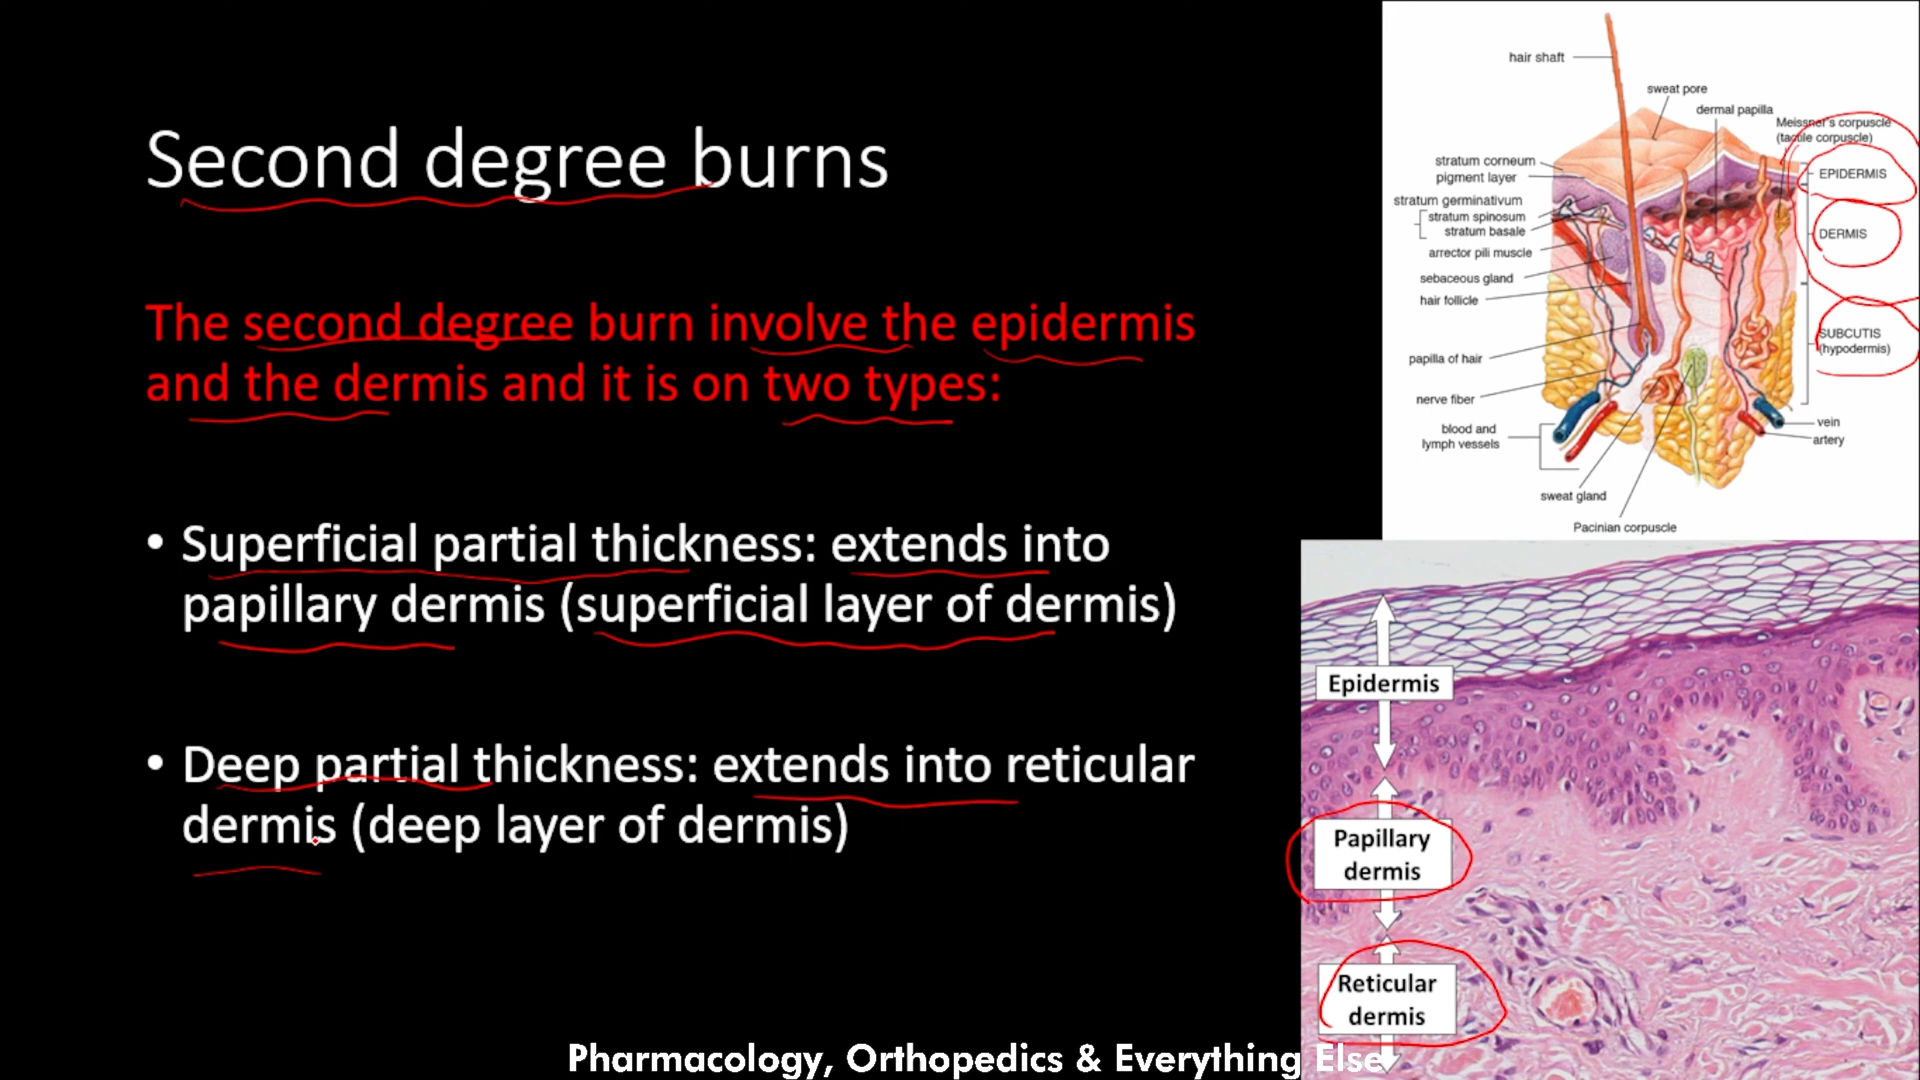 Second degree burns
The second degree burn involve the epidermis
and the dermis and it is on two types:
• Superficial partial thickness: extends into
papillary dermis (superficial layer of dermis)
• Deep partial thickness: extends into reticular
dermis (deep layer of dermis)
hair shaft
sweat pore
dermal papilla
Meissner's corpuscle
(tactile corpuscle)
stratum corneum
pigment layer
stratum germinativum
stratum spinosum
stratum basale
arrector pili muscle
sebaceous gland
hair follicle
papilla of hair
nerve fiber
blood and
lymph vessels
sweat gland
Pacinian corpuscle
EPIDERMIS
DERMIS
SUBCUTIS
(hypodermis)
vein
artery
Epidermis
Papillary
dermis
Reticular
dermis
Pharmacology, Orthopedics & Everything Else